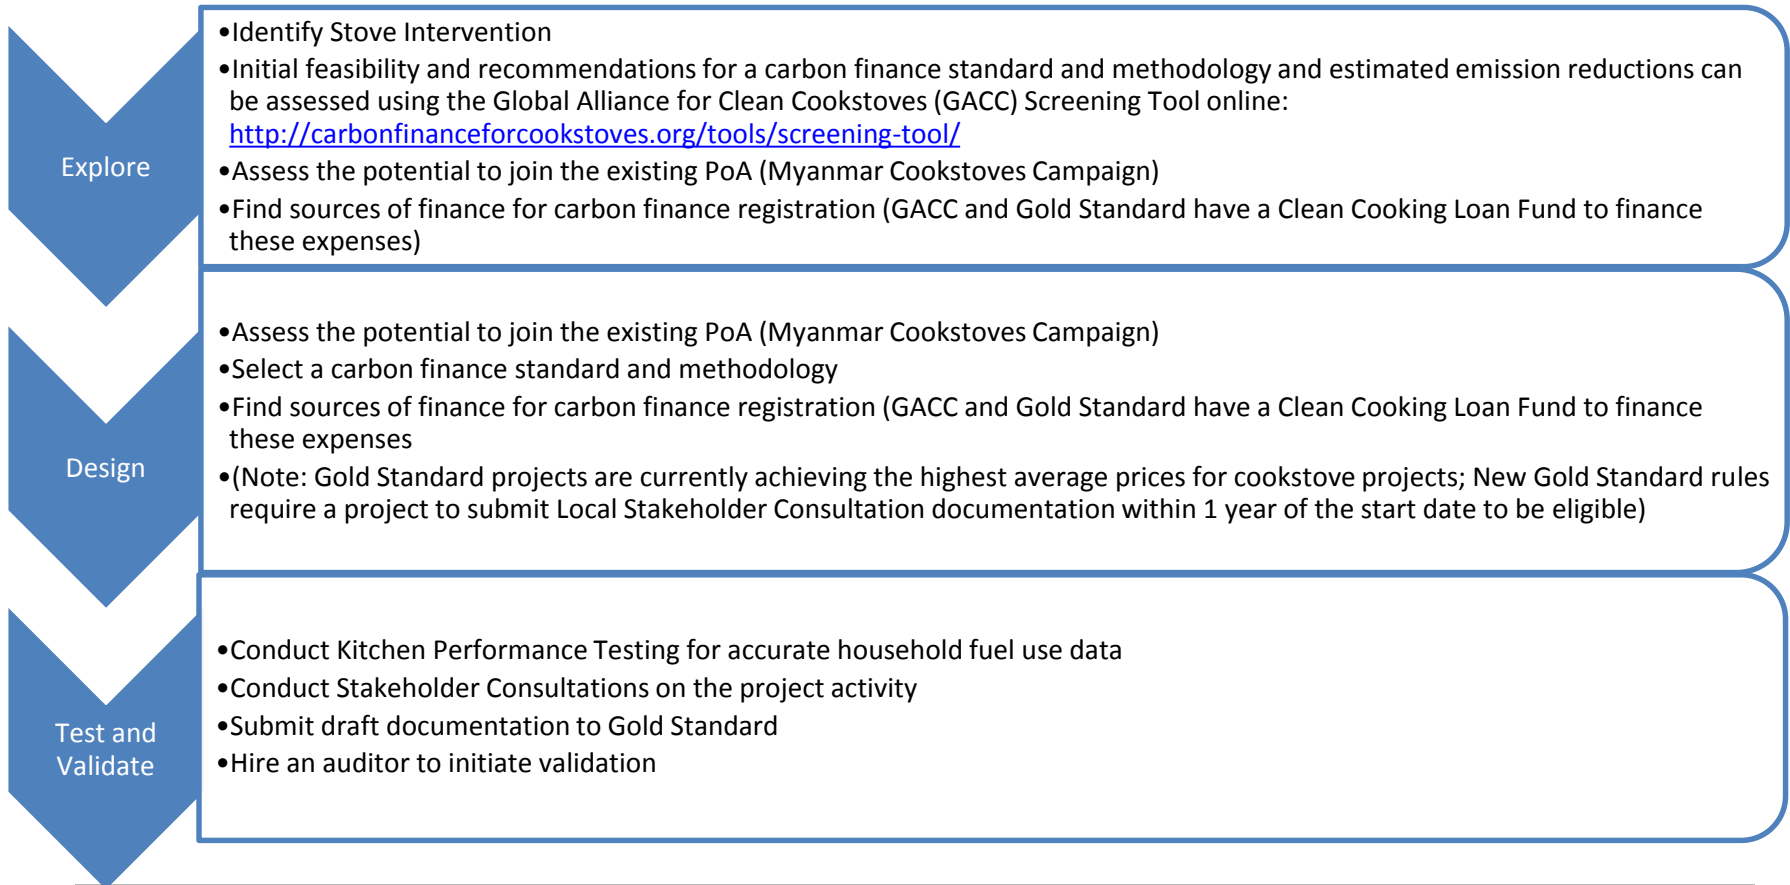 Explore
•Identify Stove Intervention
•Initial feasibility and recommendations for a carbon finance standard and methodology and estimated emission reductions can
be assessed using the Global Alliance for Clean Cookstoves (GACC) Screening Tool online:
http://carbonfinanceforcookstoves.org/tools/screening-tool/
•Assess the potential to join the existing PoA (Myanmar Cookstoves Campaign)
•Find sources of finance for carbon finance registration (GACC and Gold Standard have a Clean Cooking Loan Fund to finance
these expenses)
Design
•Assess the potential to join the existing PoA (Myanmar Cookstoves Campaign)
•Select a carbon finance standard and methodology
•Find sources of finance for carbon finance registration (GACC and Gold Standard have a Clean Cooking Loan Fund to finance
these expenses
•(Note: Gold Standard projects are currently achieving the highest average prices for cookstove projects; New Gold Standard rules
require a project to submit Local Stakeholder Consultation documentation within 1 year of the start date to be eligible)
Test and
Validate
•Conduct Kitchen Performance Testing for accurate household fuel use data
•Conduct Stakeholder Consultations on the project activity
•Submit draft documentation to Gold Standard
•Hire an auditor to initiate validation